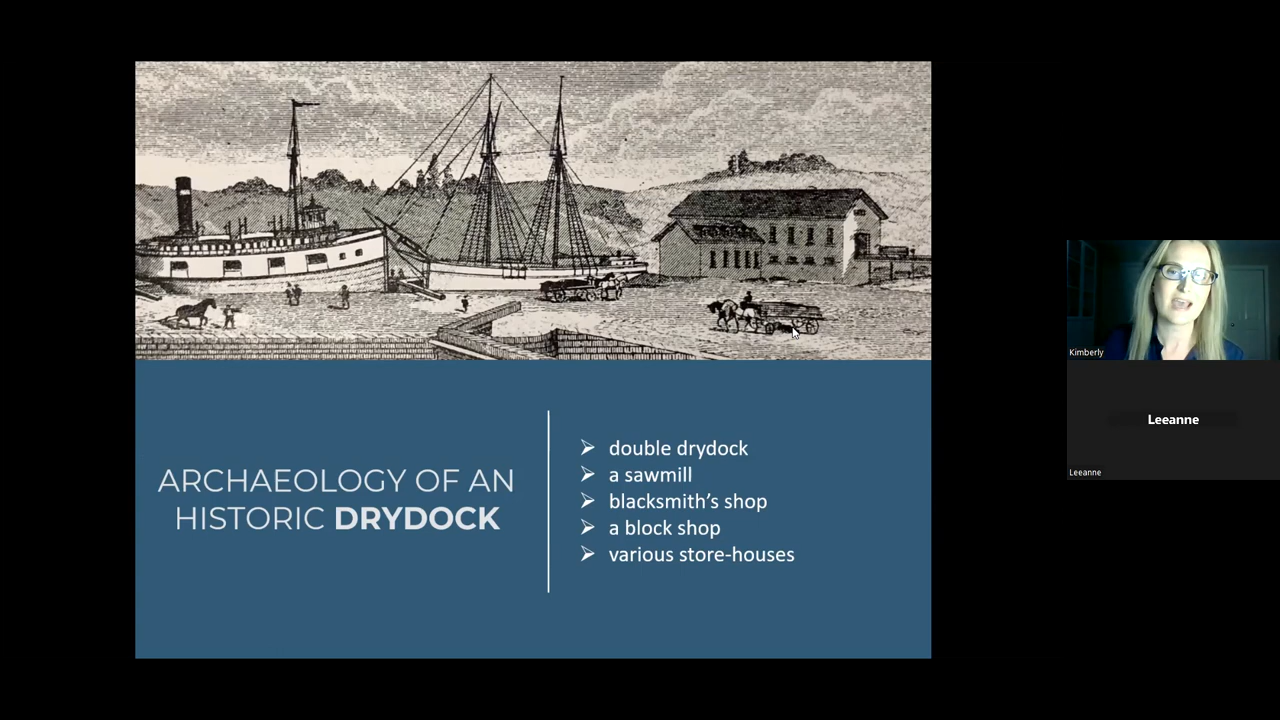 ARCHAEOLOGY OF AN
HISTORIC DRYDOCK
➢ double drydock
➢ a sawmill
➢ blacksmith’s shop
➢ a block shop
➢ various store-houses
Kimberly
Leeanne
Leeanne